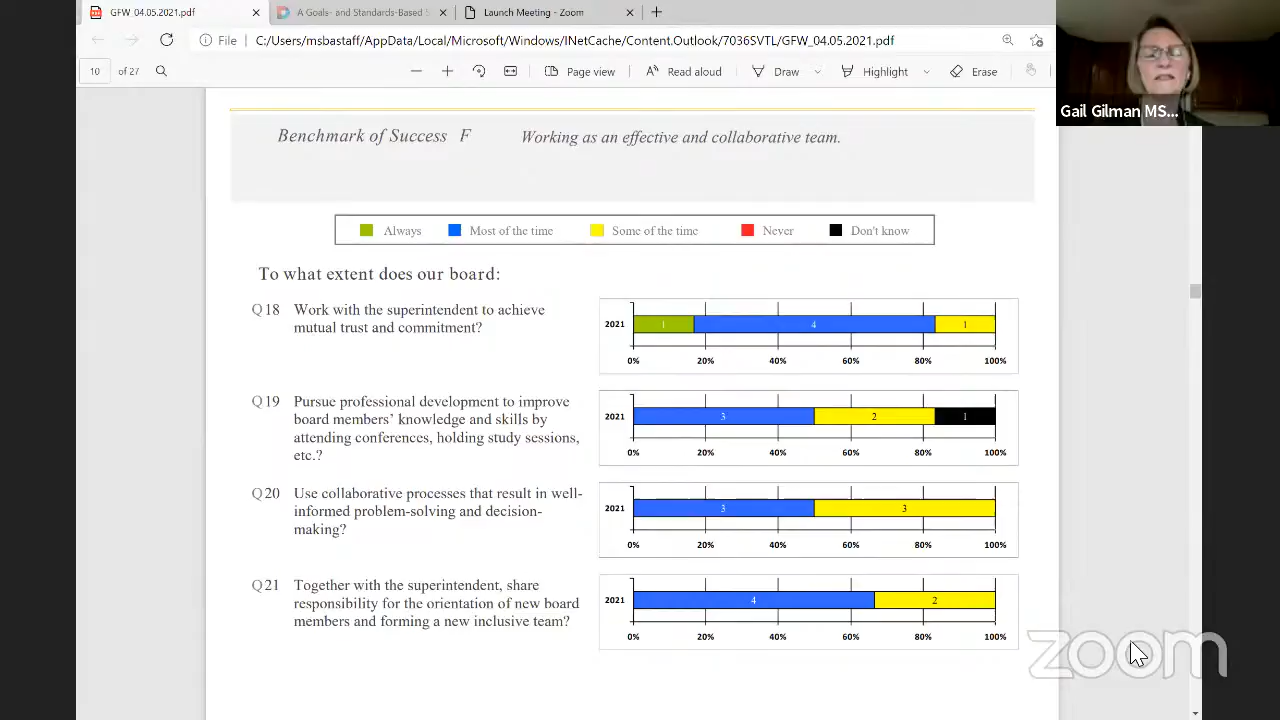 GFW_04.05.2021.pdf
A Goals- and Standards-Based S
Launch Meeting - Zoom
File
C:/Users/msbastaff/AppData/Local/Microsoft/Windows/INetCache/Content.Outlook/7036SVTL/GFW_04.05.2021.pdf
10 of 27
Page view
Read aloud
Draw
Highlight
Erase
Gail Gilman MS...
Benchmark of Success F Working as an effective and collaborative team.
Always Most of the time Some of the time Never Don't know
To what extent does our board:
Q18 Work with the superintendent to achieve
mutual trust and commitment?
2021 1 4 1
0% 20% 40% 60% 80% 100%
Q19 Pursue professional development to improve
board members’ knowledge and skills by
attending conferences, holding study sessions,
etc.?
2021 3 2 1
0% 20% 40% 60% 80% 100%
Q20 Use collaborative processes that result in well-
informed problem-solving and decision-
making?
2021 3 3
0% 20% 40% 60% 80% 100%
Q21 Together with the superintendent, share
responsibility for the orientation of new board
members and forming a new inclusive team?
2021 4 2
0% 20% 40% 60% 80% 100%
zoom